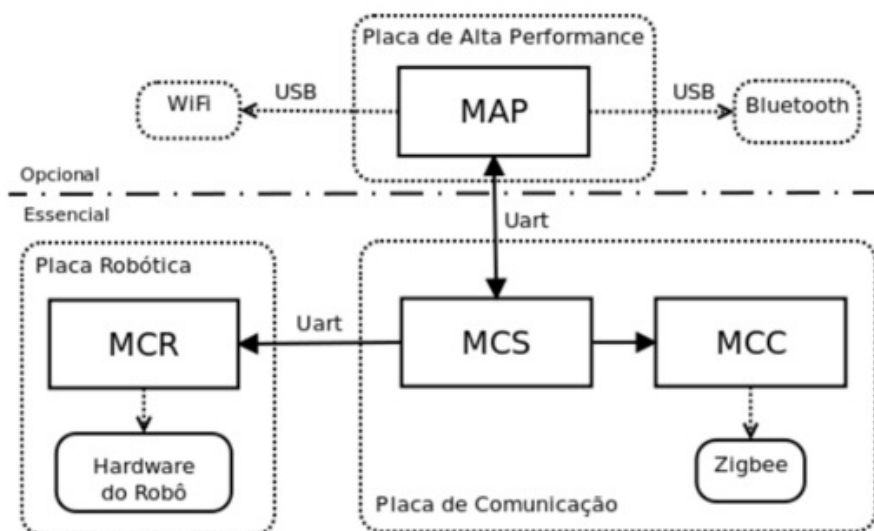 Placa de Alta Performance
WiFi
USB
MAP
USB
Bluetooth
Opcional
Essencial
Uart
Placa Robótica
MCR
Uart
MCS
MCC
Hardware
do Robô
Zigbee
Placa de Comunicação